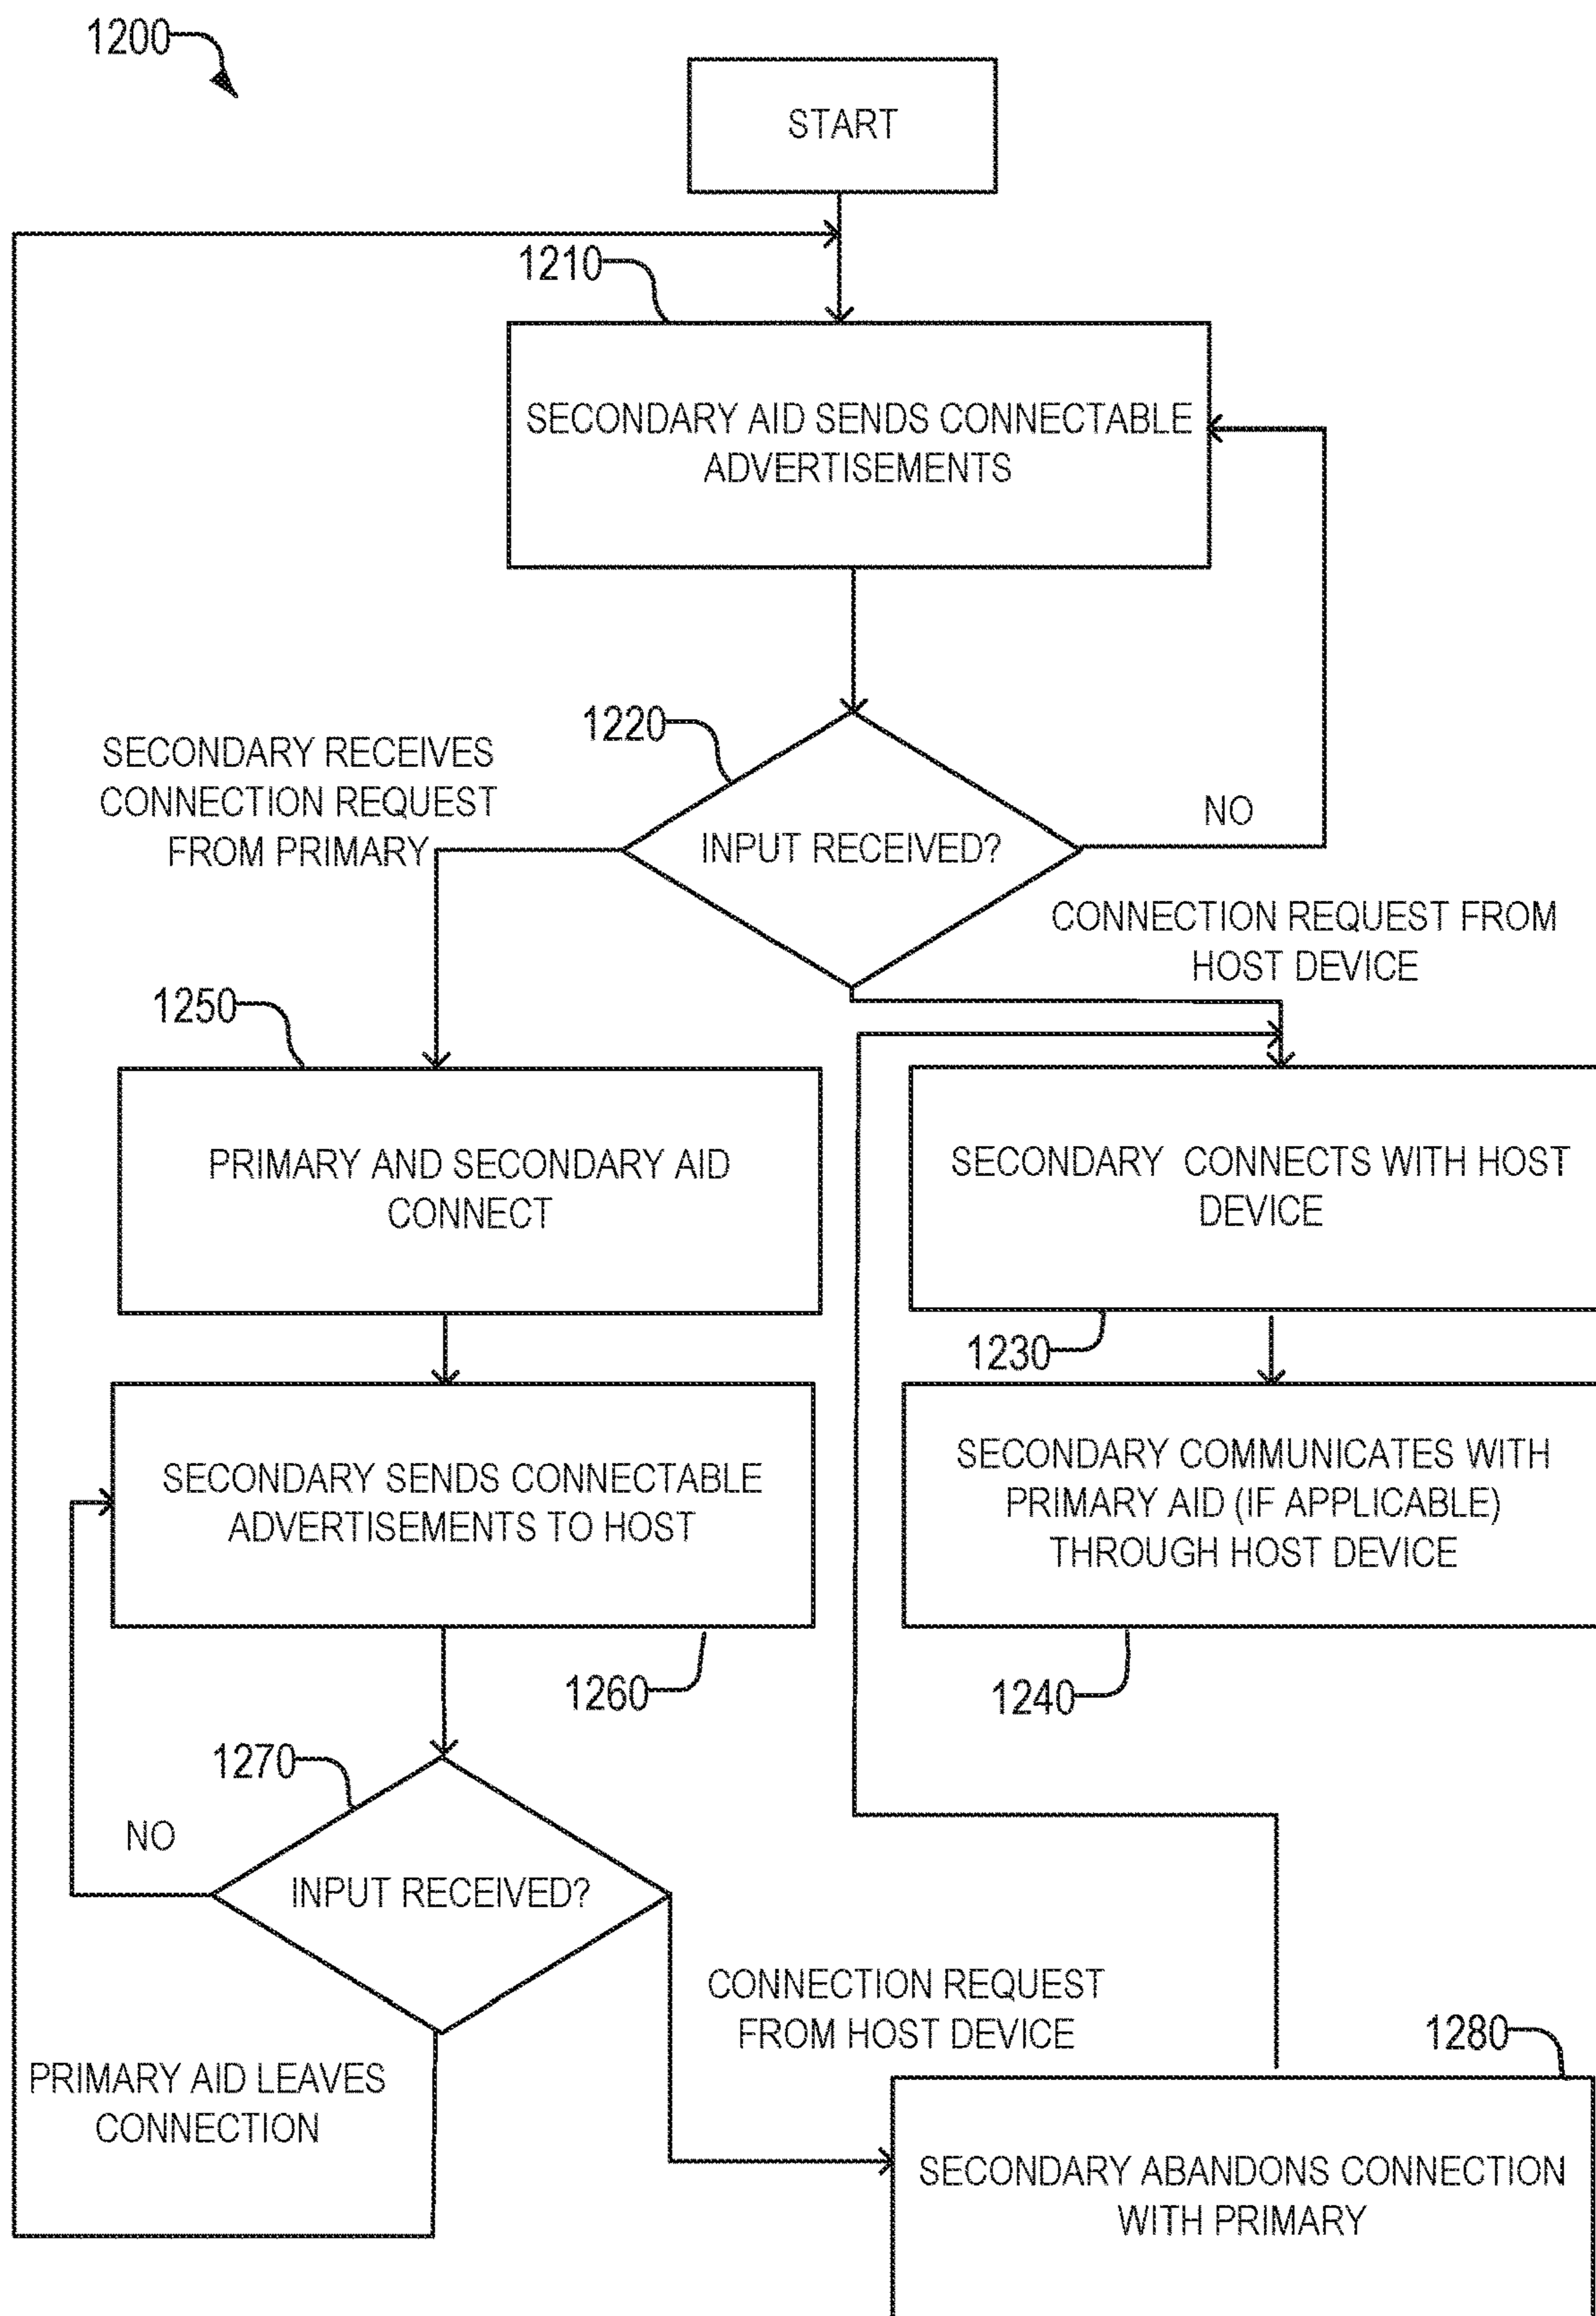 1200
START
1210
SECONDARY AID SENDS CONNECTABLE
ADVERTISEMENTS
1220
SECONDARY RECEIVES
CONNECTION REQUEST
FROM PRIMARY
INPUT RECEIVED?
NO
CONNECTION REQUEST FROM
HOST DEVICE
1250
PRIMARY AND SECONDARY AID
CONNECT
SECONDARY CONNECTS WITH HOST
DEVICE
1230
SECONDARY SENDS CONNECTABLE
ADVERTISEMENTS TO HOST
1260
SECONDARY COMMUNICATES WITH
PRIMARY AID (IF APPLICABLE)
THROUGH HOST DEVICE
1240
1270
NO
INPUT RECEIVED?
CONNECTION REQUEST
FROM HOST DEVICE
PRIMARY AID LEAVES
CONNECTION
1280
SECONDARY ABANDONS CONNECTION
WITH PRIMARY